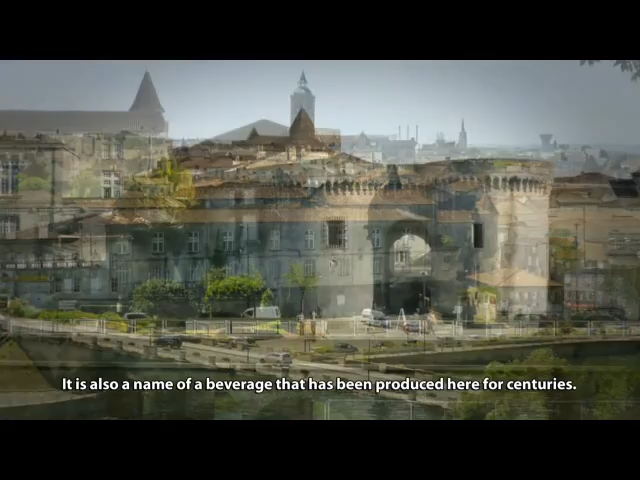 It is also a name of a beverage that has been produced here for centuries.